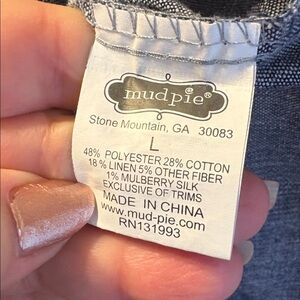 mudpie®
Stone Mountain, GA 30083
L
48% POLYESTER 28% COTTON
18% LINEN 5% OTHER FIBER
1% MULBERRY SILK
EXCLUSIVE OF TRIMS
MADE IN CHINA
www.mud-pie.com
RN131993